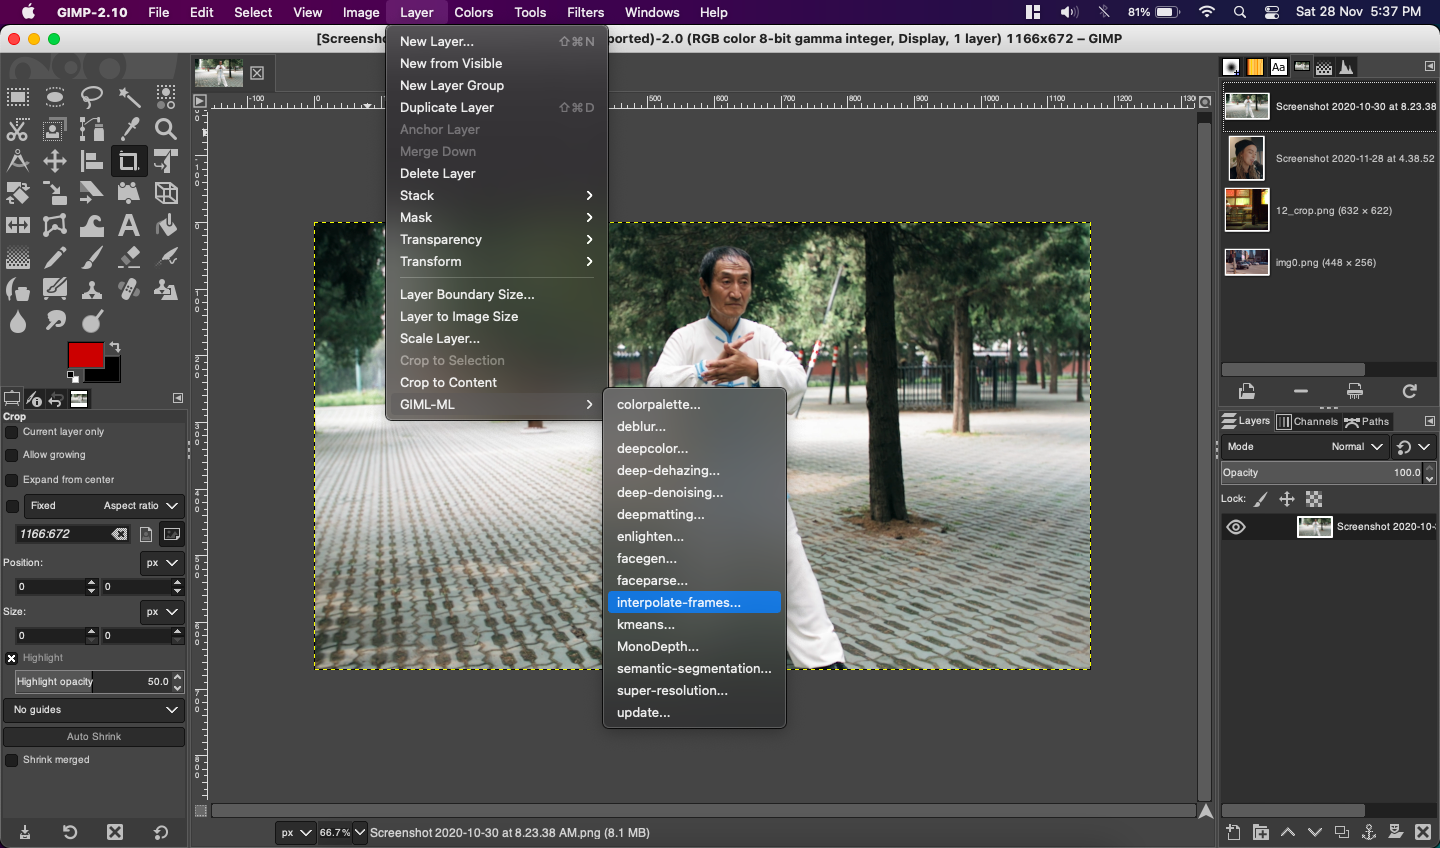 GIMP-2.10 File Edit Select View Image Layer Colors Tools Filters Windows Help 81% Sat 28 Nov 5:37 PM
[Screensho ported)-2.0 (RGB color 8-bit gamma integer, Display, 1 layer) 1166x672 – GIMP
New Layer... ⇧⌘N
New from Visible
New Layer Group
Duplicate Layer ⇧⌘D
Anchor Layer
Merge Down
Delete Layer
Stack
Mask
Transparency
Transform
Layer Boundary Size...
Layer to Image Size
Scale Layer...
Crop to Selection
Crop to Content
GIML-ML
colorpalette...
deblur...
deepcolor...
deep-dehazing...
deep-denoising...
deepmatting...
enlighten...
facegen...
faceparse...
interpolate-frames...
kmeans...
MonoDepth...
semantic-segmentation...
super-resolution...
update...
-100 0 500 600 700 800 900 1000 1100 1300
Crop
Current layer only
Allow growing
Expand from center
Fixed Aspect ratio
1166:672
Position: px
0 0
Size: px
0 0
Highlight
Highlight opacity 50.0
No guides
Auto Shrink
Shrink merged
px 66.7% Screenshot 2020-10-30 at 8.23.38 AM.png (8.1 MB)
Aa
Screenshot 2020-10-30 at 8.23.38
Screenshot 2020-11-28 at 4.38.52
12_crop.png (632 × 622)
img0.png (448 × 256)
Layers Channels Paths
Mode Normal
Opacity 100.0
Lock:
Screenshot 2020-10-